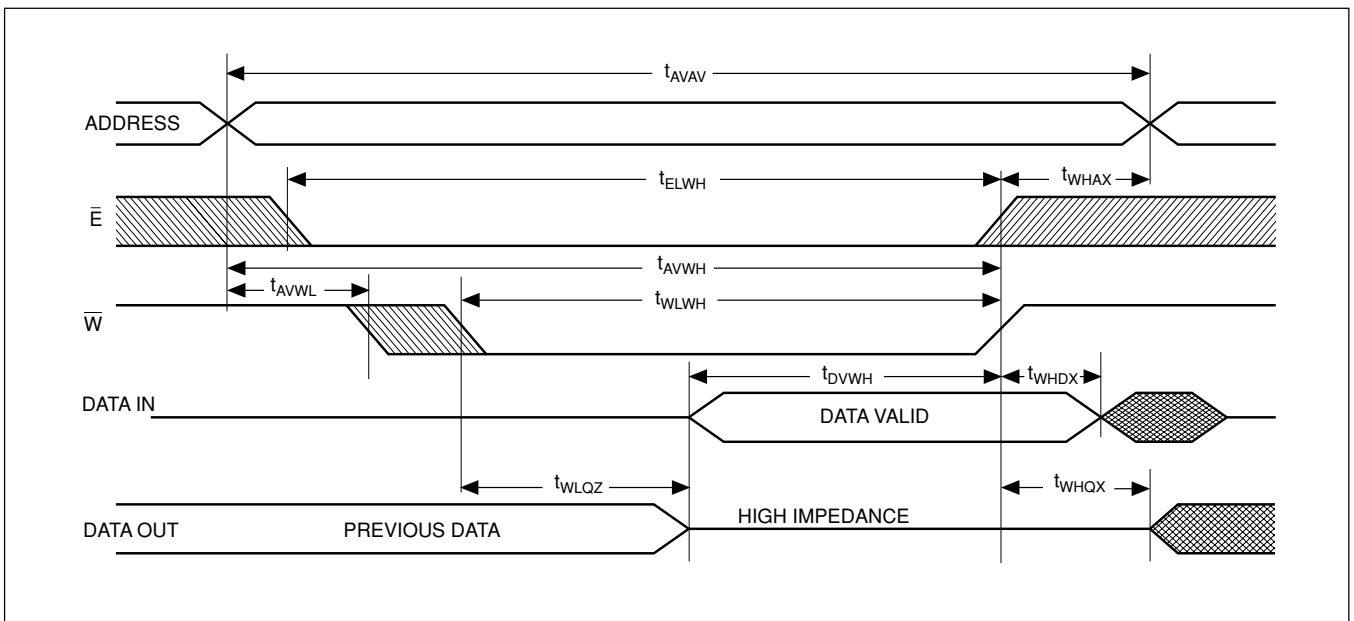 tAVAV
ADDRESS
tELWH
tWHAX
E̅
tAVWH
tAVWL
tWLWH
W̅
tDVWH
tWHDX
DATA IN
DATA VALID
tWLQZ
tWHQX
DATA OUT
PREVIOUS DATA
HIGH IMPEDANCE